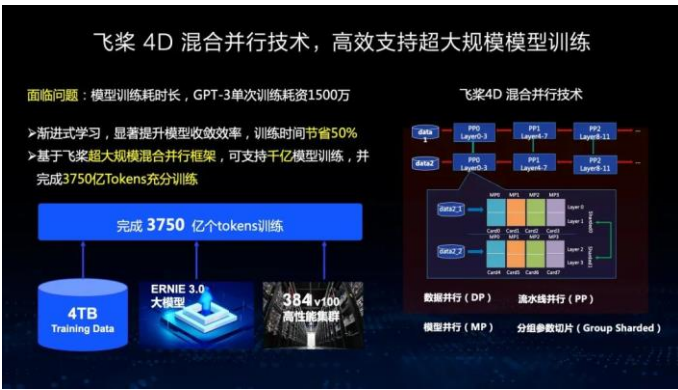 飞桨 4D 混合并行技术，高效支持超大规模模型训练
面临问题：模型训练耗时长，GPT-3单次训练耗资1500万
➢渐进式学习，显著提升模型收敛效率，训练时间节省50%
➢基于飞桨超大规模混合并行框架，可支持千亿模型训练，并
完成3750亿Tokens充分训练
完成 3750 亿个tokens训练
4TB
Training Data
ERNIE 3.0
大模型
384 v100
高性能集群
飞桨4D 混合并行技术
data
1
PP0
Layer0-3
PP1
Layer4-7
PP2
Layer8-11
...
data2
PP0
Layer0-3
PP1
Layer4-7
PP2
Layer8-11
...
MP0 MP1 MP2 MP3
data2_1
Layer 0
Layer 1
Card0 Card1 Card2 Card3
Sharded0
MP0 MP1 MP2 MP3
data2_2
Layer 2
Layer 3
Card4 Card5 Card6 Card7
Sharded1
数据并行（DP） 流水线并行（PP）
模型并行（MP） 分组参数切片（Group Sharded）